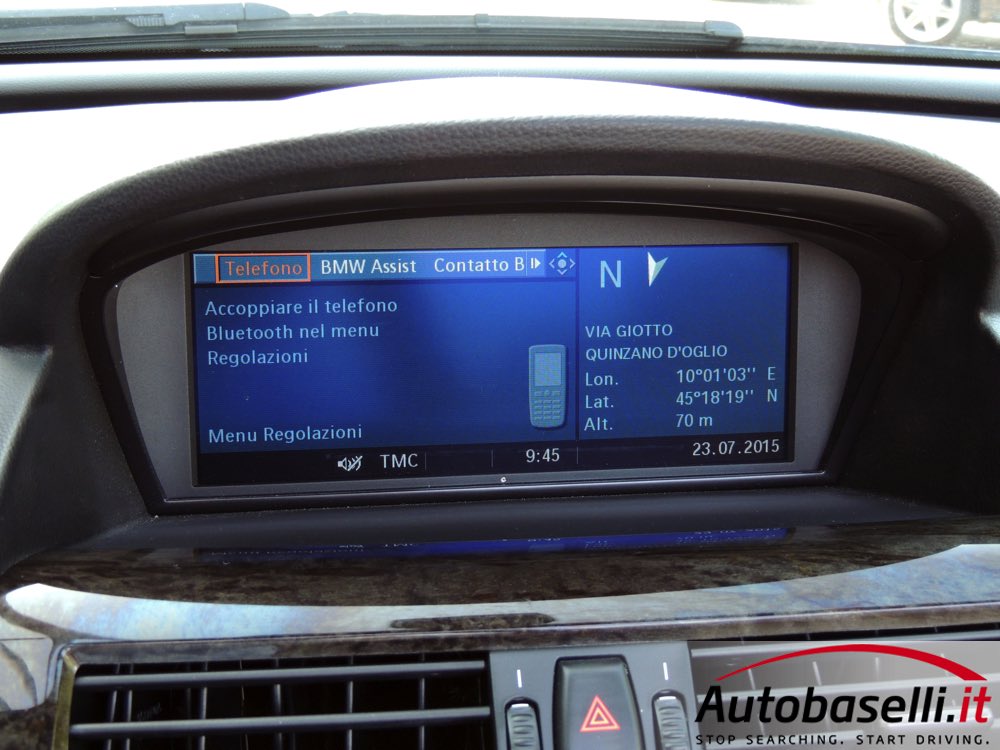 Telefono BMW Assist Contatto B
N
Accoppiare il telefono
Bluetooth nel menu
Regolazioni
Menu Regolazioni
VIA GIOTTO
QUINZANO D'OGLIO
Lon. 10°01'03'' E
Lat. 45°18'19'' N
Alt. 70 m
TMC 9:45 23.07.2015
Autobaselli.it
STOP SEARCHING. START DRIVING.